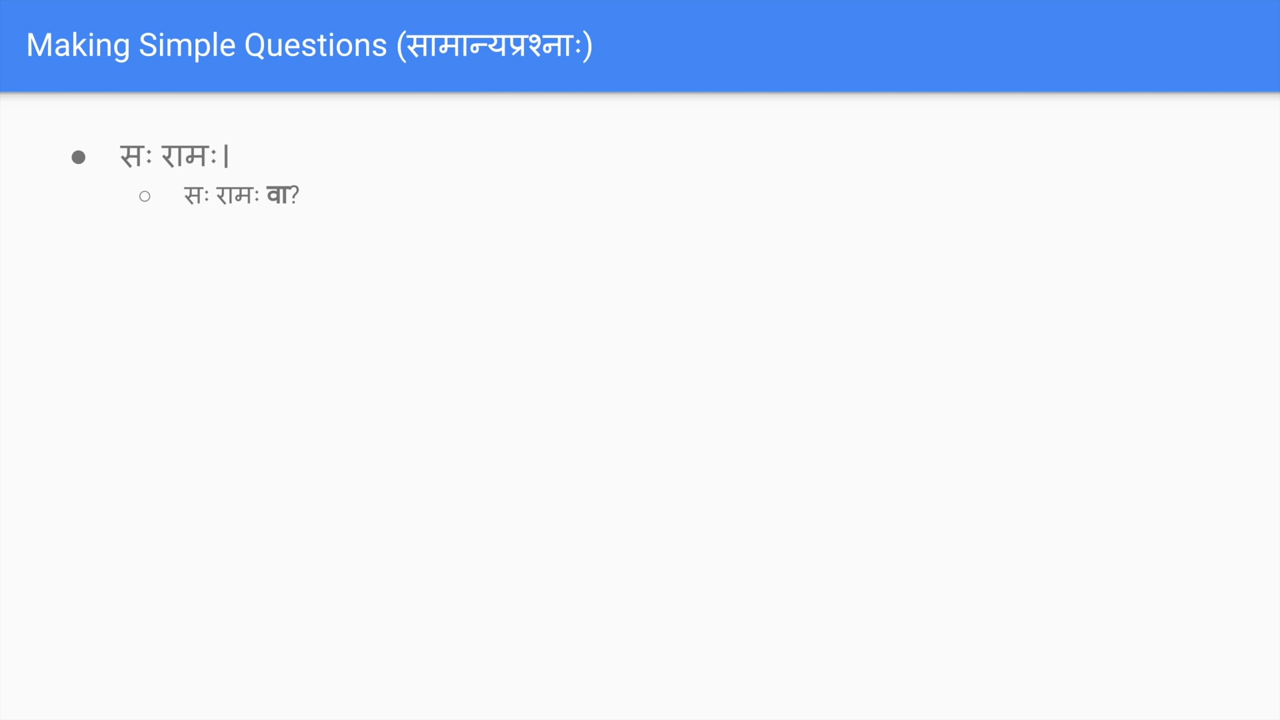 Making Simple Questions (सामान्यप्रश्नाः)
● सः रामः।
○ सः रामः वा?